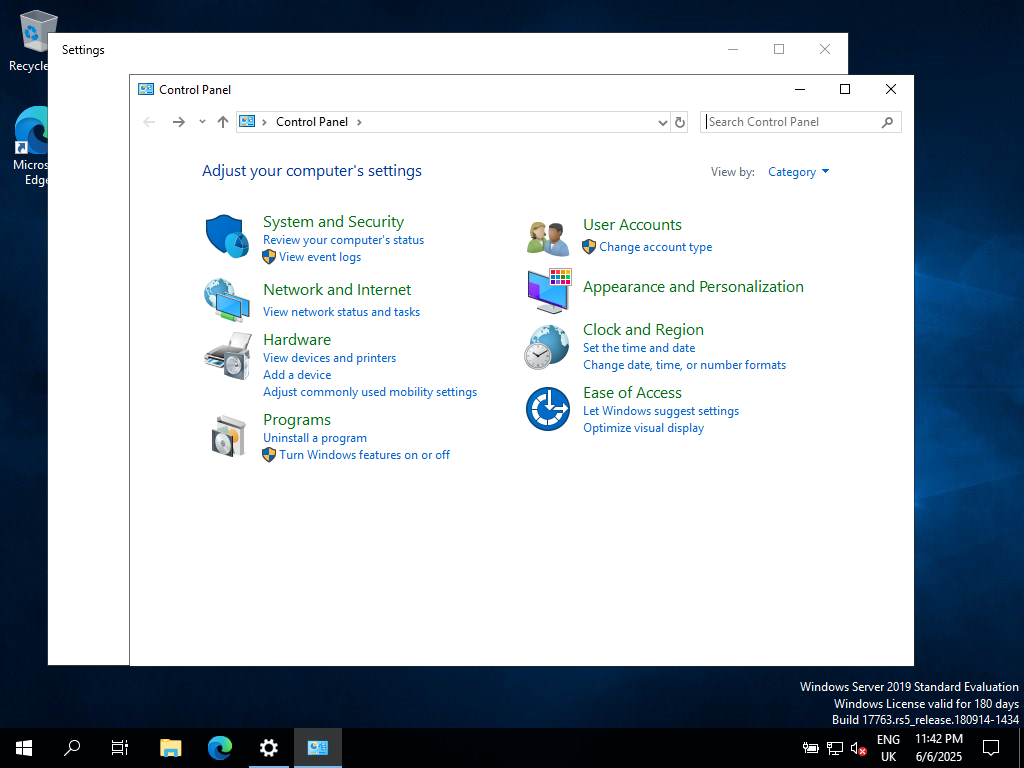 Recycle
Settings
Control Panel
Control Panel
Search Control Panel
Micros
Edge
Adjust your computer's settings
View by:
Category
System and Security
Review your computer's status
View event logs
Network and Internet
View network status and tasks
Hardware
View devices and printers
Add a device
Adjust commonly used mobility settings
Programs
Uninstall a program
Turn Windows features on or off
User Accounts
Change account type
Appearance and Personalization
Clock and Region
Set the time and date
Change date, time, or number formats
Ease of Access
Let Windows suggest settings
Optimize visual display
Windows Server 2019 Standard Evaluation
Windows License valid for 180 days
Build 17763.rs5_release.180914-1434
ENG
UK
11:42 PM
6/6/2025